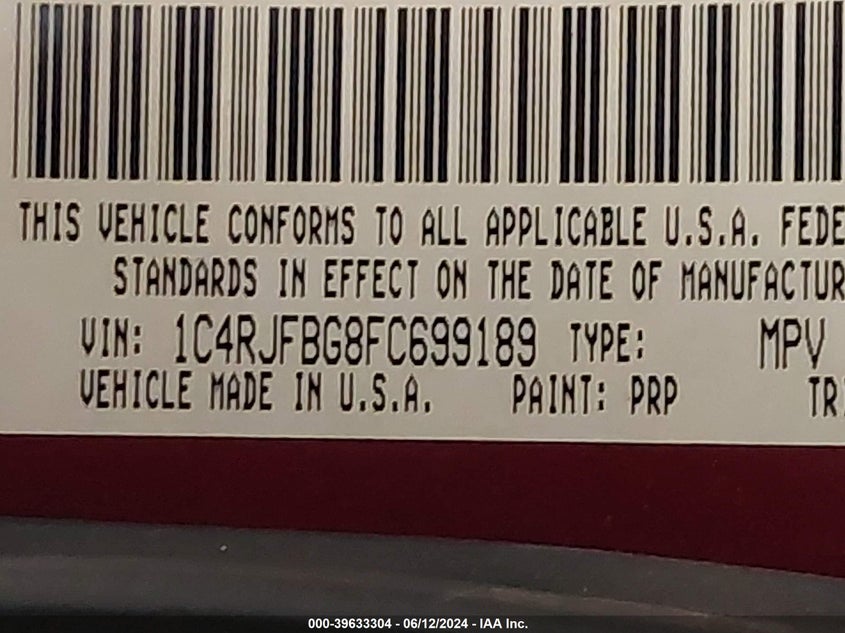 THIS VEHICLE CONFORMS TO ALL APPLICABLE U.S.A. FEDE
STANDARDS IN EFFECT ON THE DATE OF MANUFACTUR
VIN: 1C4RJFBG8FC699189 TYPE: MPV
VEHICLE MADE IN U.S.A. PAINT: PRP TR
000-39633304 - 06/12/2024 - IAA Inc.